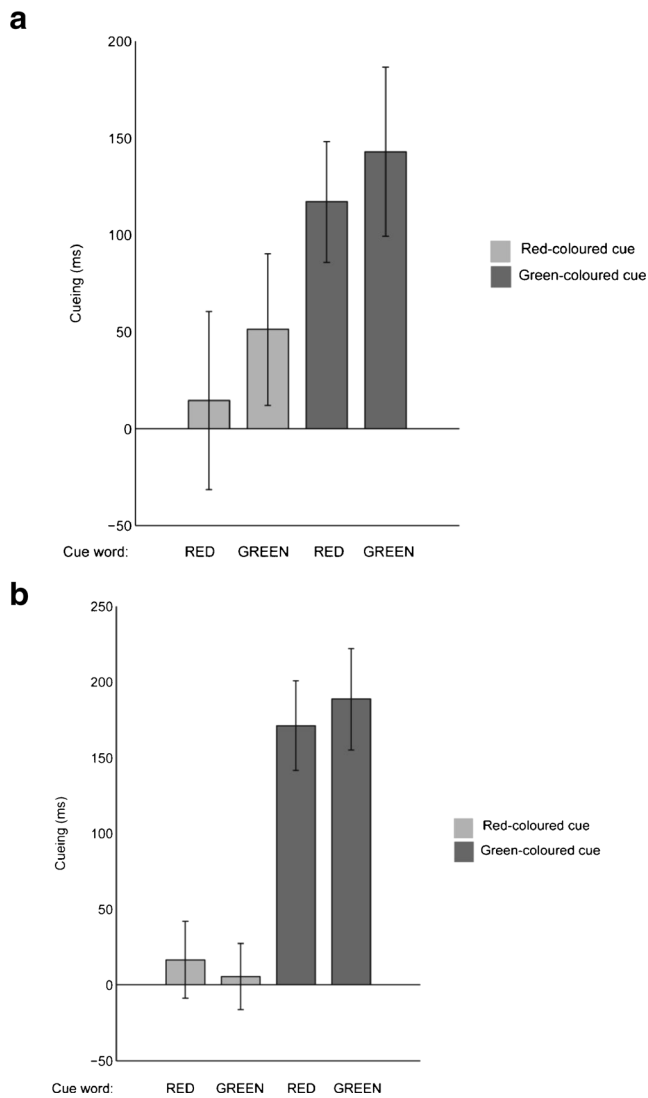 a
200
150
100
50
0
−50
Cueing (ms)
Red-coloured cue
Green-coloured cue
Cue word: RED GREEN RED GREEN
b
250
200
150
100
50
0
−50
Cueing (ms)
Red-coloured cue
Green-coloured cue
Cue word: RED GREEN RED GREEN